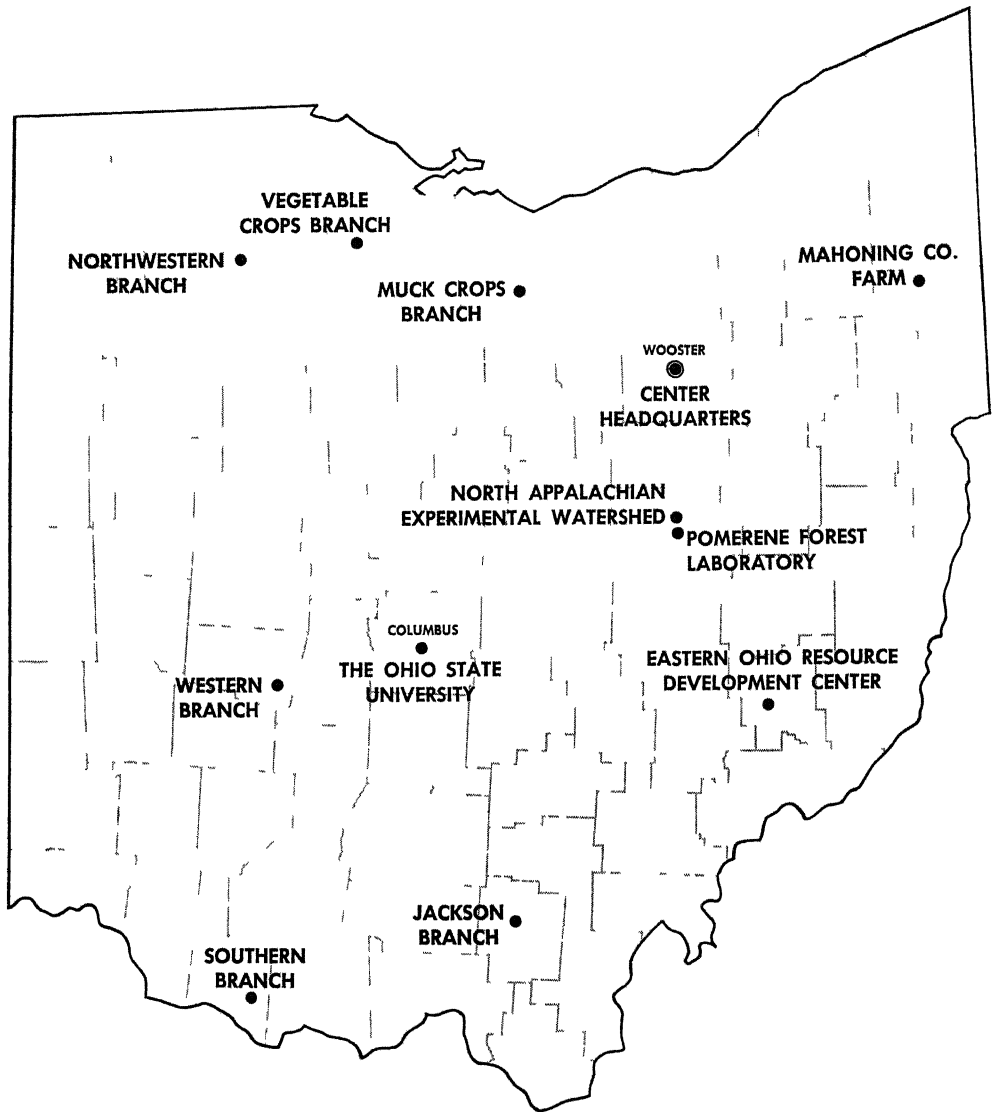 VEGETABLE
CROPS BRANCH
NORTHWESTERN
BRANCH
MUCK CROPS
BRANCH
MAHONING CO.
FARM
WOOSTER
CENTER
HEADQUARTERS
NORTH APPALACHIAN
EXPERIMENTAL WATERSHED
POMERENE FOREST
LABORATORY
COLUMBUS
THE OHIO STATE
UNIVERSITY
EASTERN OHIO RESOURCE
DEVELOPMENT CENTER
WESTERN
BRANCH
JACKSON
BRANCH
SOUTHERN
BRANCH